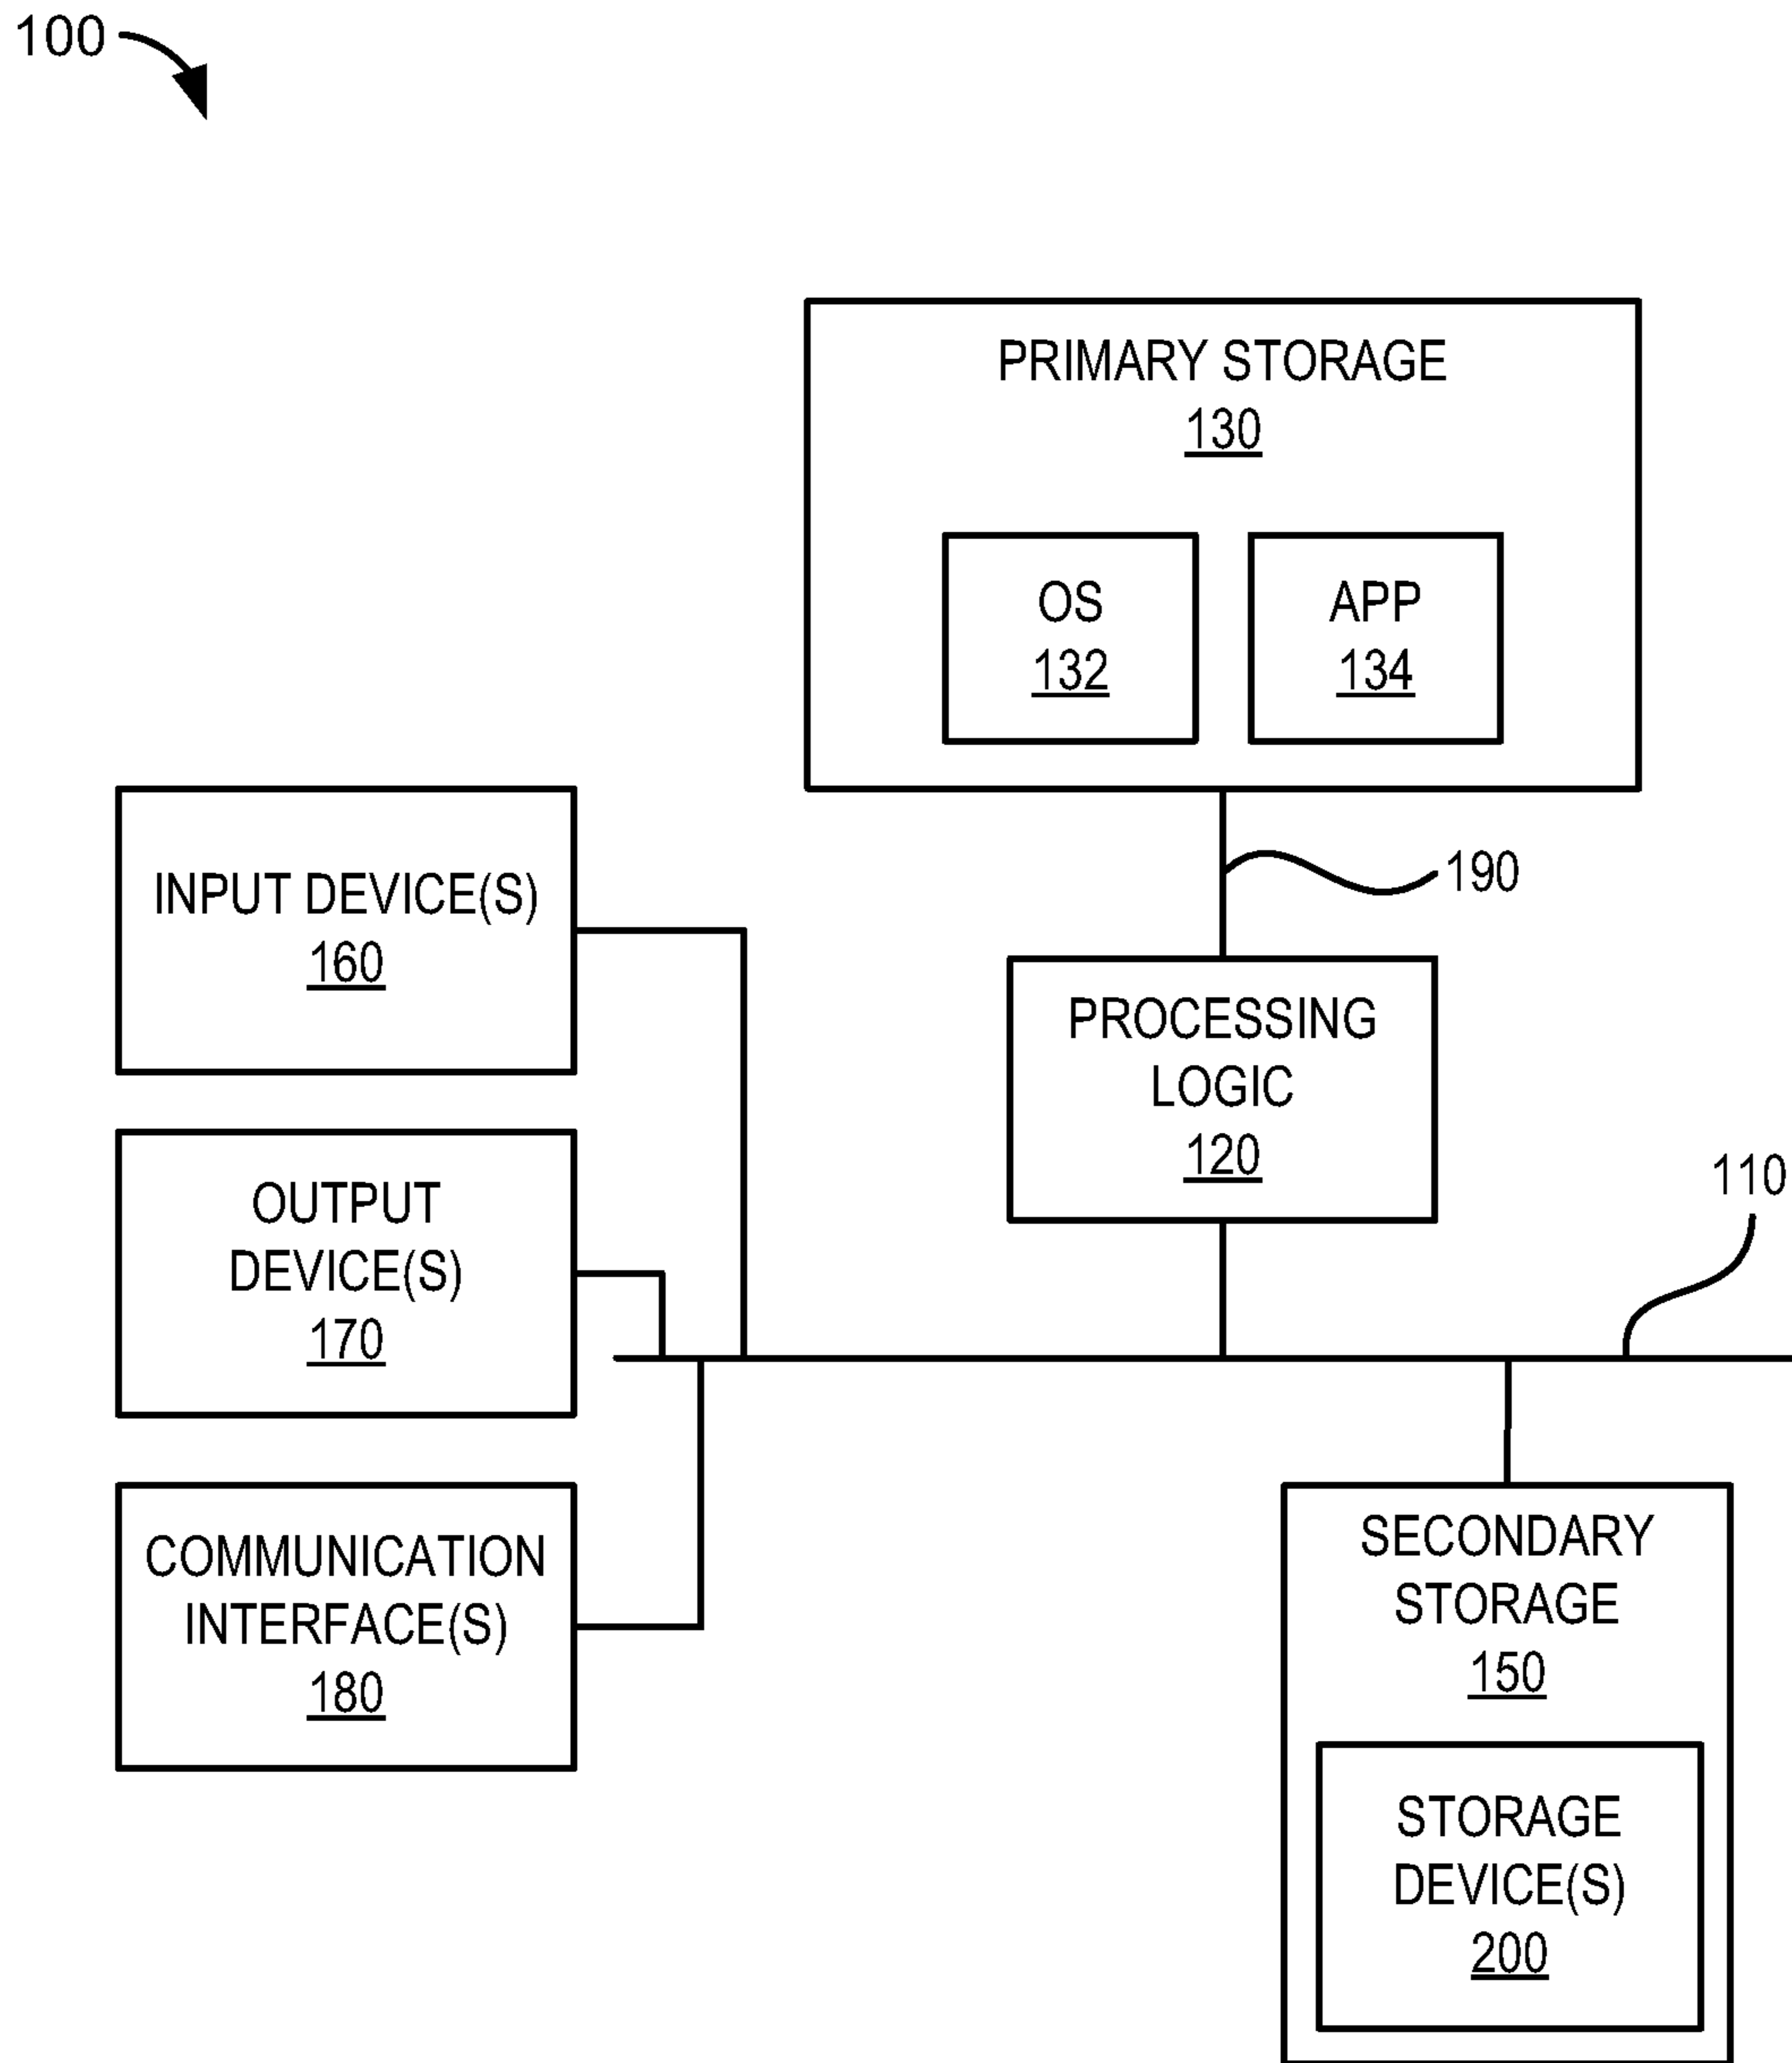 100
PRIMARY STORAGE
130
OS
132
APP
134
INPUT DEVICE(S)
160
190
PROCESSING
LOGIC
120
OUTPUT
DEVICE(S)
170
110
COMMUNICATION
INTERFACE(S)
180
SECONDARY
STORAGE
150
STORAGE
DEVICE(S)
200